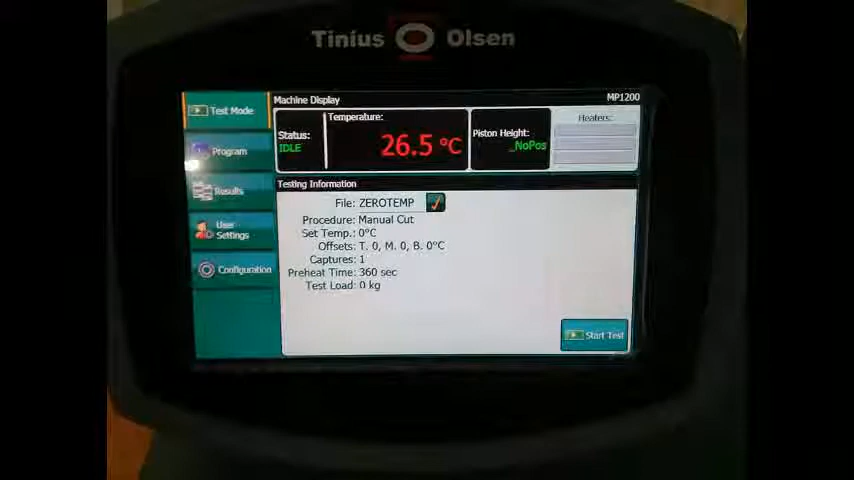 Tinius Olsen
Test Mode
Program
Results
User
Settings
Configuration
Machine Display
MP1200
Status:
IDLE
Temperature:
26.5 °C
Piston Height:
_NoPos
Heaters:
Testing Information
File: ZEROTEMP
Procedure: Manual Cut
Set Temp.: 0°C
Offsets: T. 0, M. 0, B. 0°C
Captures: 1
Preheat Time: 360 sec
Test Load: 0 kg
Start Test